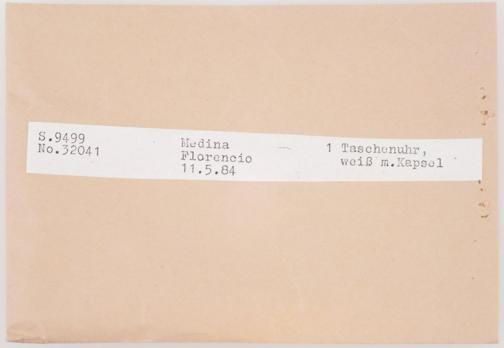 S.9499
No.32041
Medina
Florencio
11.5.84
1 Taschenuhr,
weiß m.Kapsel